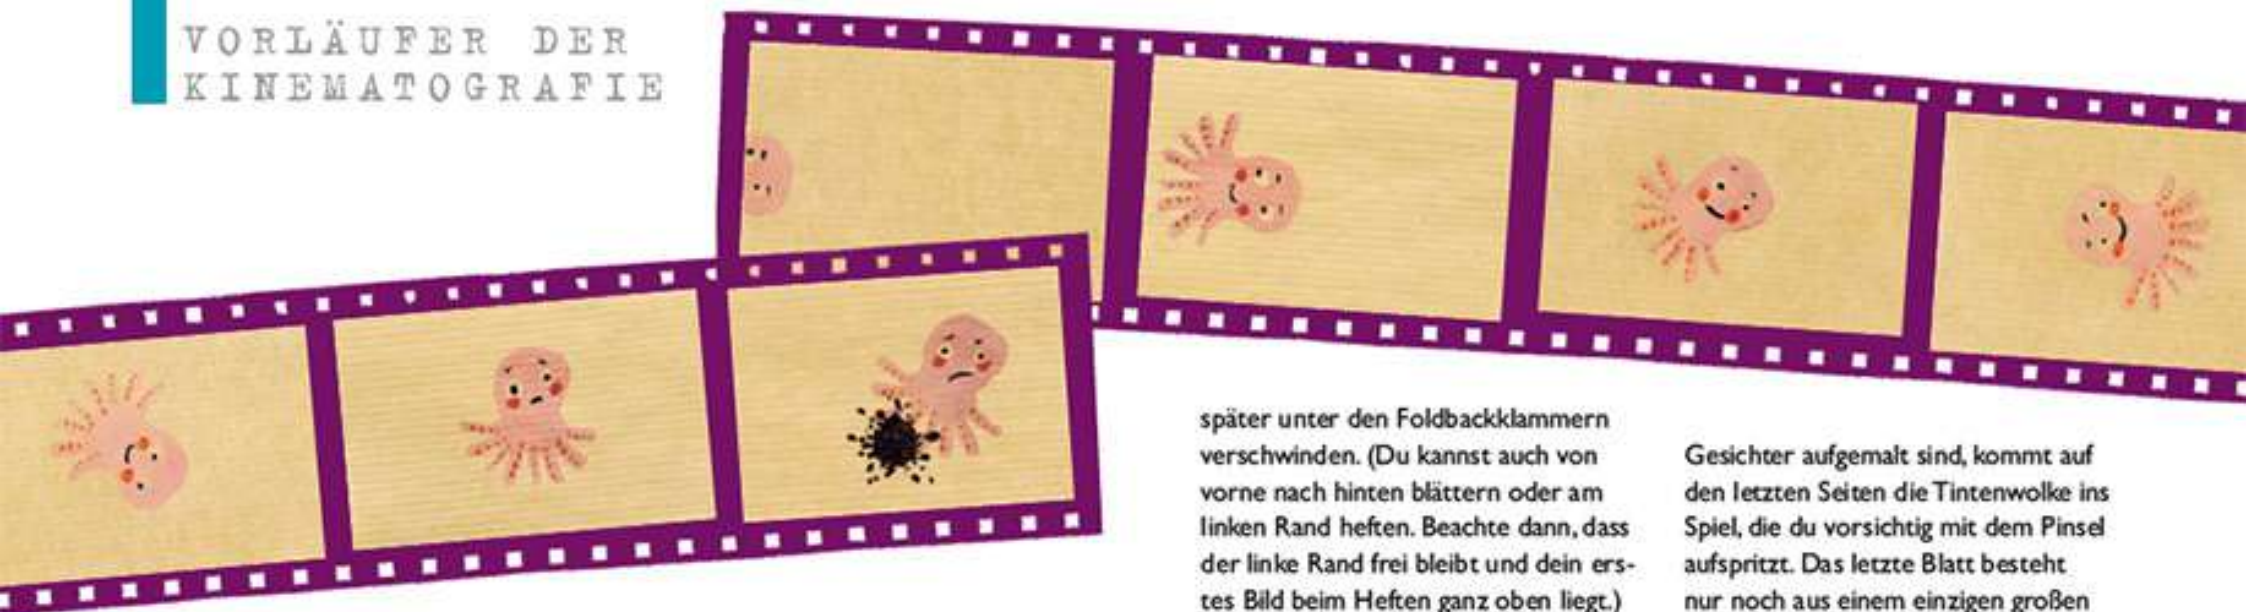 VORLÄUFER DER
KINEMATOGRAFIE
später unter den Foldbackklammern
verschwinden. (Du kannst auch von
vorne nach hinten blättern oder am
linken Rand heften. Beachte dann, dass
der linke Rand frei bleibt und dein ers-
tes Bild beim Heften ganz oben liegt.)
Gesichter aufgemalt sind, kommt auf
den letzten Seiten die Tintenwolke ins
Spiel, die du vorsichtig mit dem Pinsel
aufspritzt. Das letzte Blatt besteht
nur noch aus einem einzigen großen